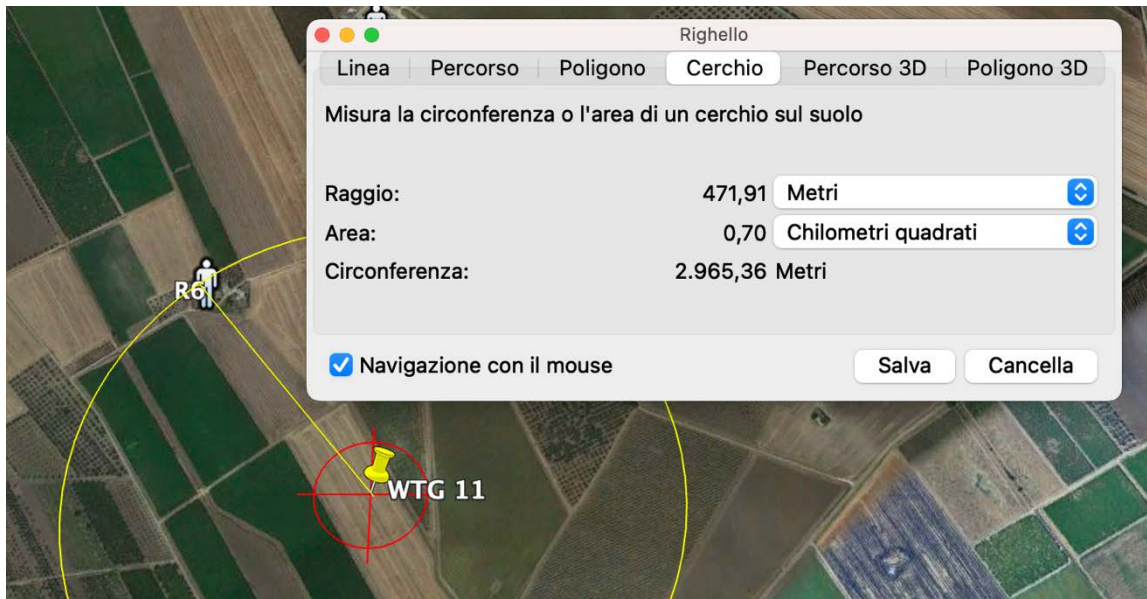 Righello
Linea Percorso Poligono Cerchio Percorso 3D Poligono 3D
Misura la circonferenza o l'area di un cerchio sul suolo
Raggio: 471,91 Metri
Area: 0,70 Chilometri quadrati
Circonferenza: 2.965,36 Metri
Navigazione con il mouse Salva Cancella
R6
WTG 11